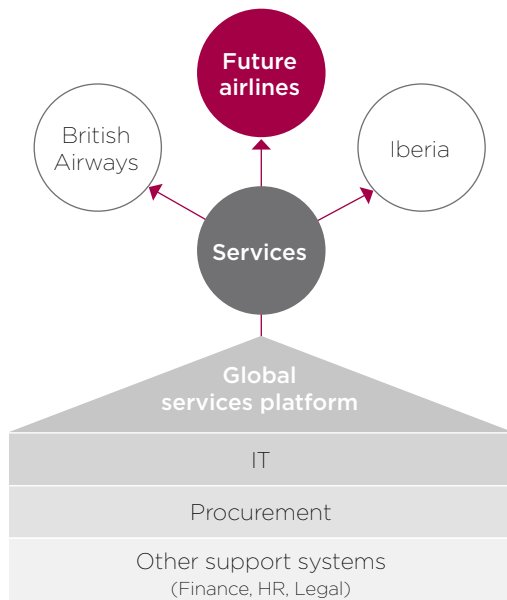 Future
airlines
British
Airways
Iberia
Services
Global
services platform
IT
Procurement
Other support systems
(Finance, HR, Legal)